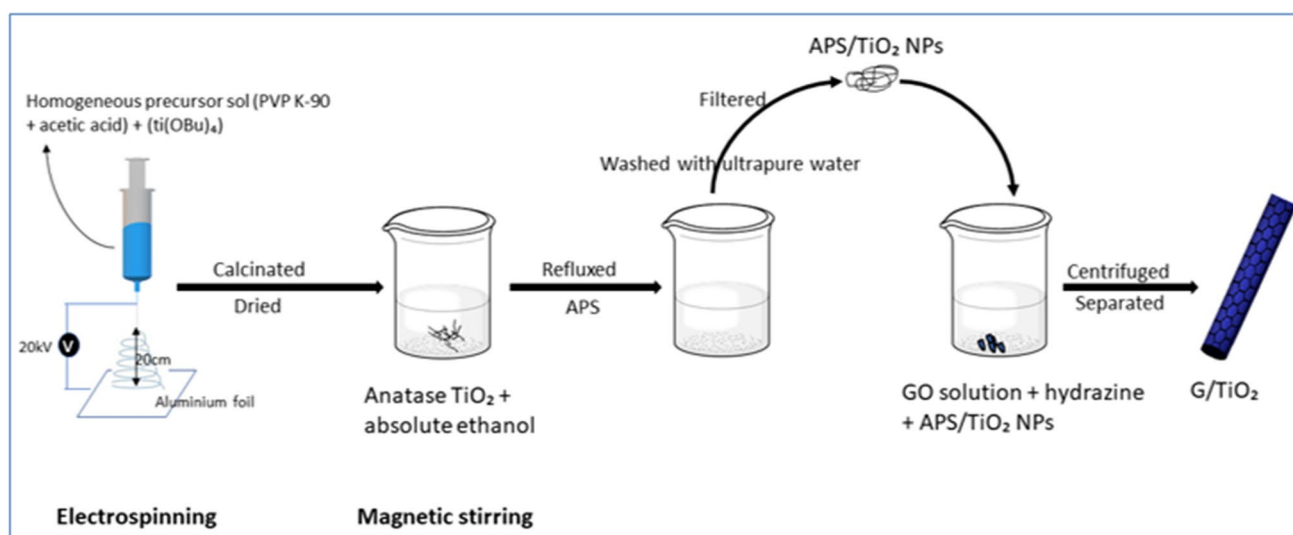 Homogeneous precursor sol (PVP K-90
+ acetic acid) + (ti(OBu)₄)
20kV
V
20cm
Aluminium foil
Calcinated
Dried
Anatase TiO₂ +
absolute ethanol
Refluxed
APS
Washed with ultrapure water
Filtered
APS/TiO₂ NPs
GO solution + hydrazine
+ APS/TiO₂ NPs
Centrifuged
Separated
G/TiO₂
Electrospinning
Magnetic stirring